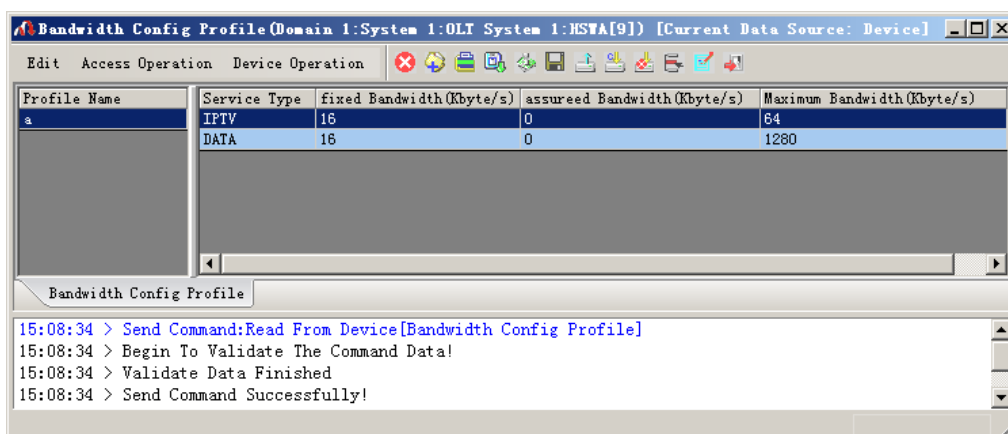 Bandwidth Config Profile(Domain 1:System 1:OLT System 1:HSWA[9]) [Current Data Source: Device]
Edit Access Operation Device Operation
Profile Name Service Type fixed Bandwidth(Kbyte/s) assureed Bandwidth(Kbyte/s) Maximum Bandwidth(Kbyte/s)
a IPTV 16 0 64
DATA 16 0 1280
Bandwidth Config Profile
15:08:34 > Send Command:Read From Device[Bandwidth Config Profile]
15:08:34 > Begin To Validate The Command Data!
15:08:34 > Validate Data Finished
15:08:34 > Send Command Successfully!